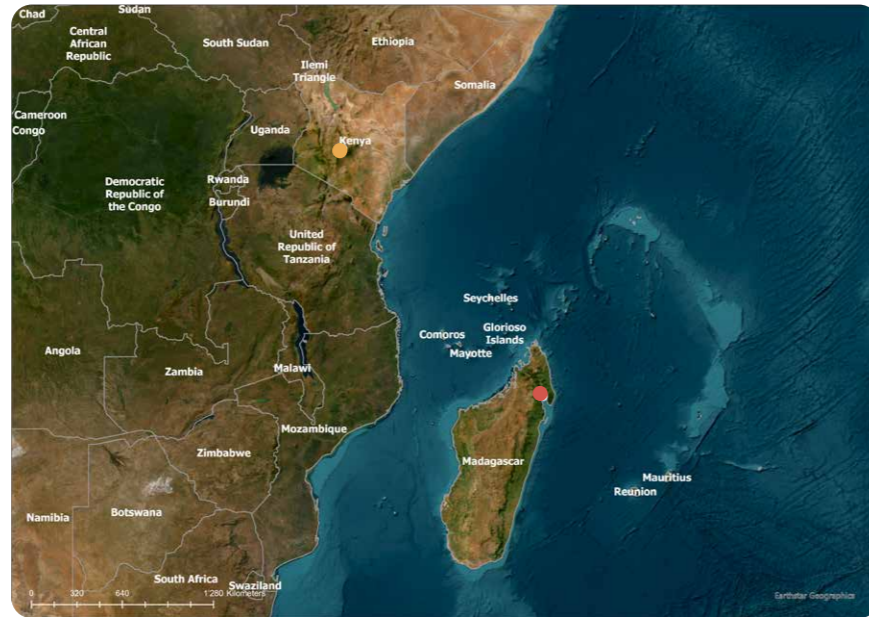 Chad
Sudan
Central
African
Republic
South Sudan
Ethiopia
Ilemi
Triangle
Somalia
Cameroon
Congo
Uganda
Kenya
Democratic
Republic of
the Congo
Rwanda
Burundi
United
Republic of
Tanzania
Seychelles
Comoros
Glorioso
Islands
Mayotte
Angola
Zambia
Malawi
Mozambique
Zimbabwe
Madagascar
Mauritius
Reunion
Namibia
Botswana
South Africa
Swaziland
0 320 640 1'280 Kilometers
Earthstar Geographics